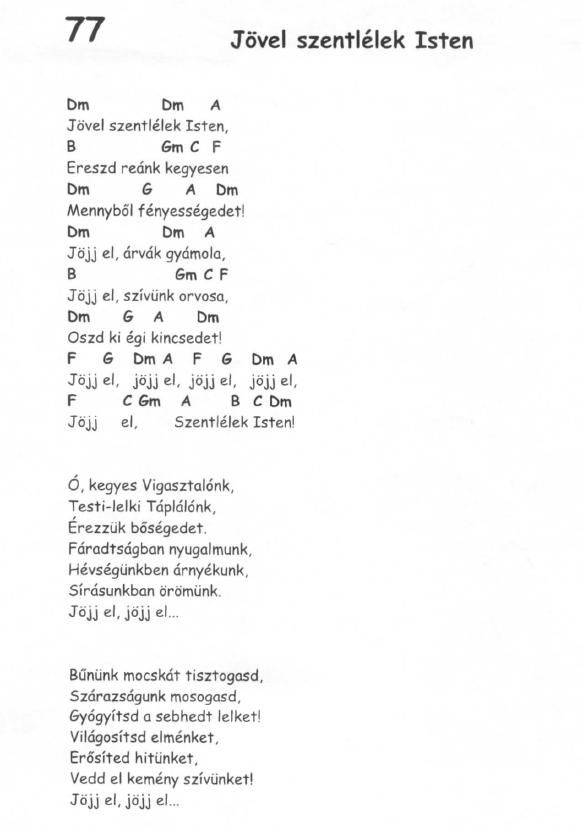 77
Jövel szentlélek Isten
Dm Dm A
Jövel szentlélek Isten,
B Gm C F
Ereszd reánk kegyesen
Dm G A Dm
Mennyből fényességedet!
Dm Dm A
Jöjj el, árvák gyámola,
B Gm C F
Jöjj el, szívünk orvosa,
Dm G A Dm
Oszd ki égi kincsedet!
F G Dm A F G Dm A
Jöjj el, jöjj el, jöjj el, jöjj el,
F C Gm A B C Dm
Jöjj el, Szentlélek Isten!
Ó, kegyes Vigasztalónk,
Testi-lelki Táplálónk,
Érezzük bőségedet.
Fáradtságban nyugalmunk,
Hévségünkben árnyékunk,
Sírásunkban örömünk.
Jöjj el, jöjj el...
Bűnünk mocskát tisztogasd,
Szárazságunk mosogasd,
Gyógyítsd a sebhedt lelket!
Világosítsd elménket,
Erősíted hitünket,
Vedd el kemény szívünket!
Jöjj el, jöjj el...